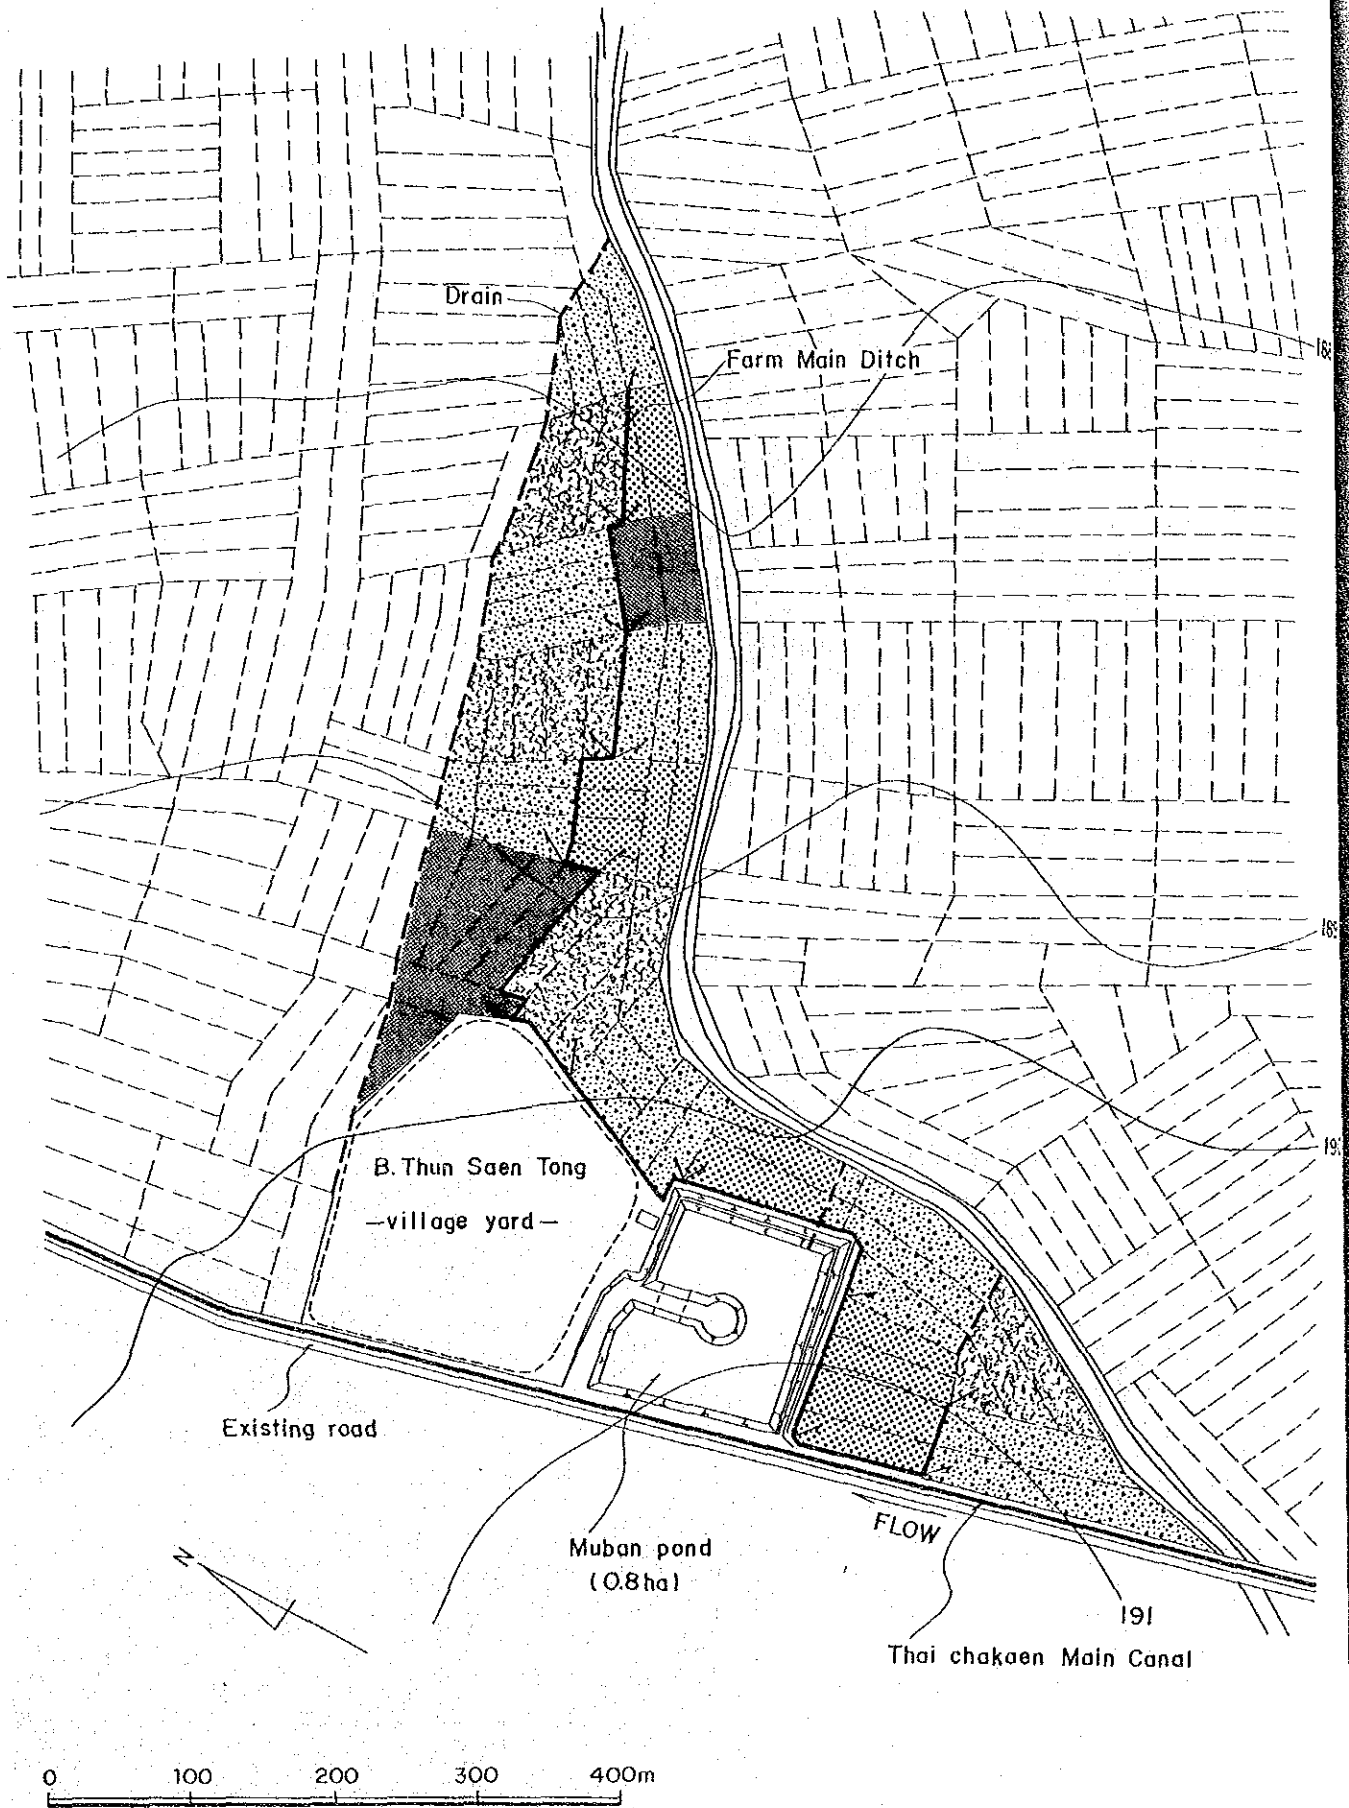 Drain
Farm Main Ditch
B. Thun Saen Tong
—village yard—
Existing road
FLOW
Muban pond
(0.8ha)
N
191
Thai chakaen Main Canal
0 100 200 300 400m